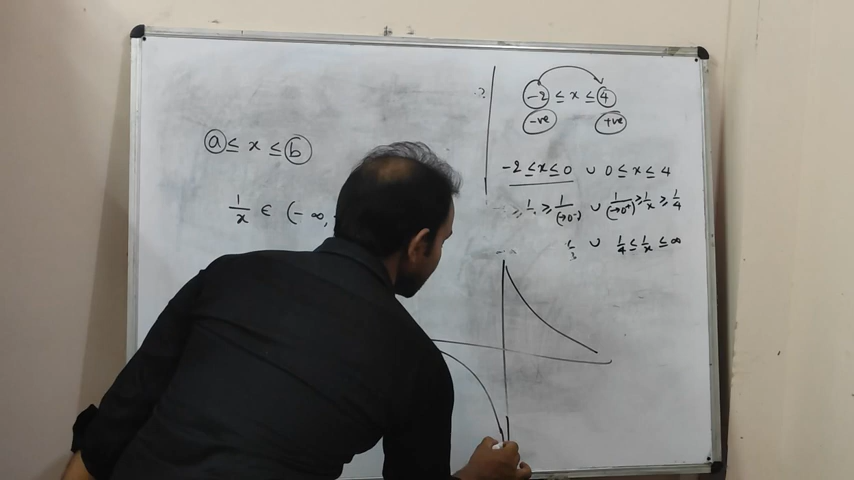 a ≤ x ≤ b
1/x ∈ (-∞,
-2 ≤ x ≤ 4
-ve +ve
-2 ≤ x ≤ 0 ∪ 0 ≤ x ≤ 4
≥ 1/(→0⁻) ∪ 1/(→0⁺) ≥ 1/x ≥ 1/4
∪ 1/4 ≤ 1/x ≤ ∞